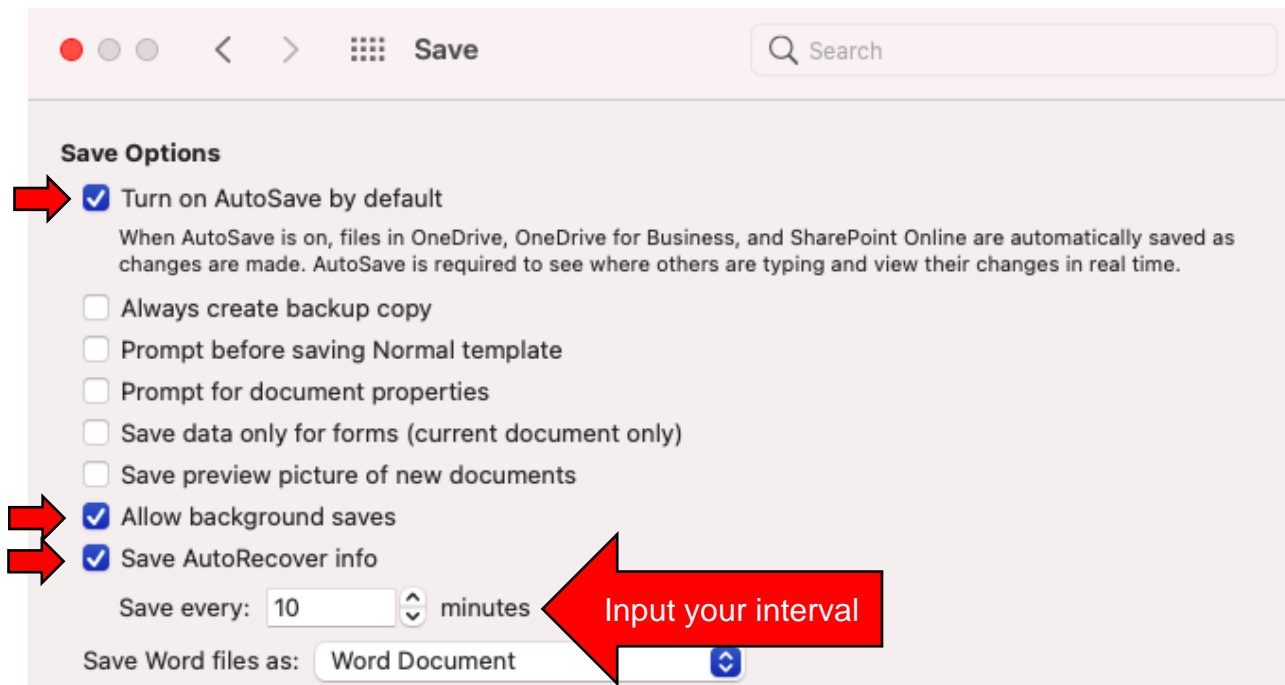 Save
Search
Save Options
Turn on AutoSave by default
When AutoSave is on, files in OneDrive, OneDrive for Business, and SharePoint Online are automatically saved as
changes are made. AutoSave is required to see where others are typing and view their changes in real time.
Always create backup copy
Prompt before saving Normal template
Prompt for document properties
Save data only for forms (current document only)
Save preview picture of new documents
Allow background saves
Save AutoRecover info
Save every: 10 minutes Input your interval
Save Word files as: Word Document